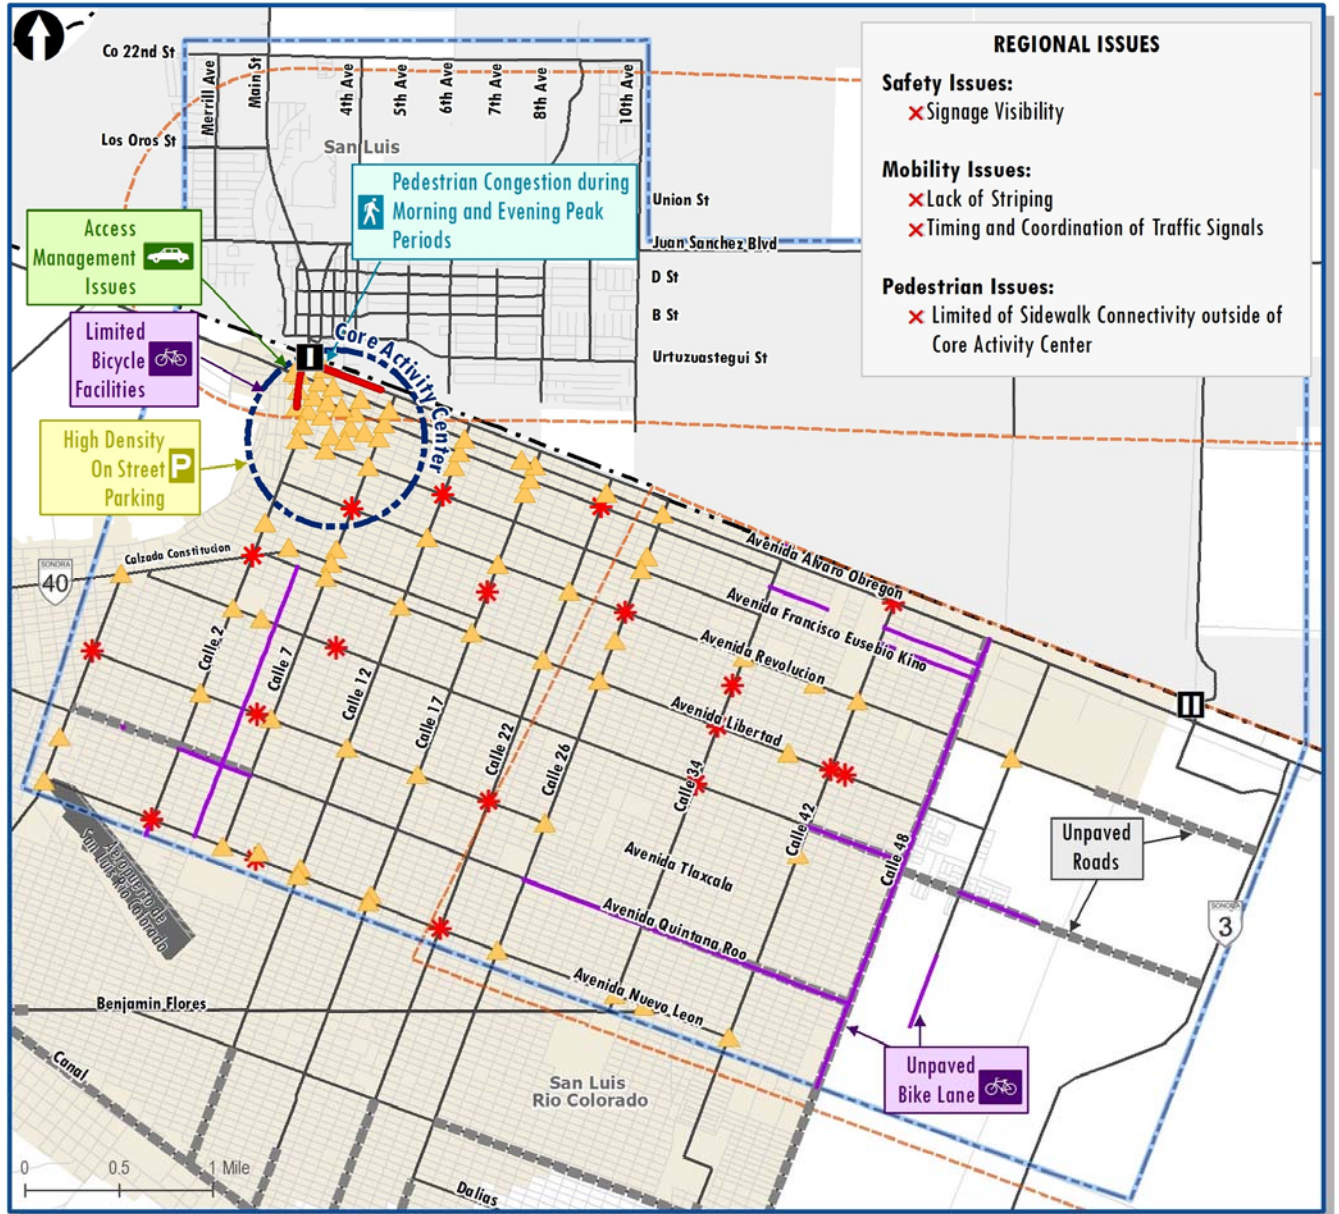 REGIONAL ISSUES
Safety Issues:
Signage Visibility
Mobility Issues:
Lack of Striping
Timing and Coordination of Traffic Signals
Pedestrian Issues:
Limited of Sidewalk Connectivity outside of
Core Activity Center
Co 22nd St
Merrill Ave
Main St
4th Ave
5th Ave
6th Ave
7th Ave
8th Ave
10th Ave
Los Oros St
San Luis
Pedestrian Congestion during
Morning and Evening Peak
Periods
Union St
Juan Sanchez Blvd
D St
B St
Urtuzuastegui St
Access
Management
Issues
Limited
Bicycle
Facilities
High Density
On Street
Parking
P
I
Core Activity Center
Calzada Constitucion
SONORA
40
Avenida Alvaro Obregon
Avenida Francisco Eusebio Kino
Avenida Revolucion
Avenida Libertad
Calle 2
Calle 7
Calle 12
Calle 17
Calle 22
Calle 26
Calle 34
Calle 42
Calle 48
II
Avenida Tlaxcala
Avenida Quintana Roo
Avenida Nuevo Leon
Unpaved
Roads
SONORA
3
Aeropuerto de
San Luis Rio Colorado
Benjamin Flores
Canal
San Luis
Rio Colorado
Unpaved
Bike Lane
Dalias
0 0.5 1 Mile